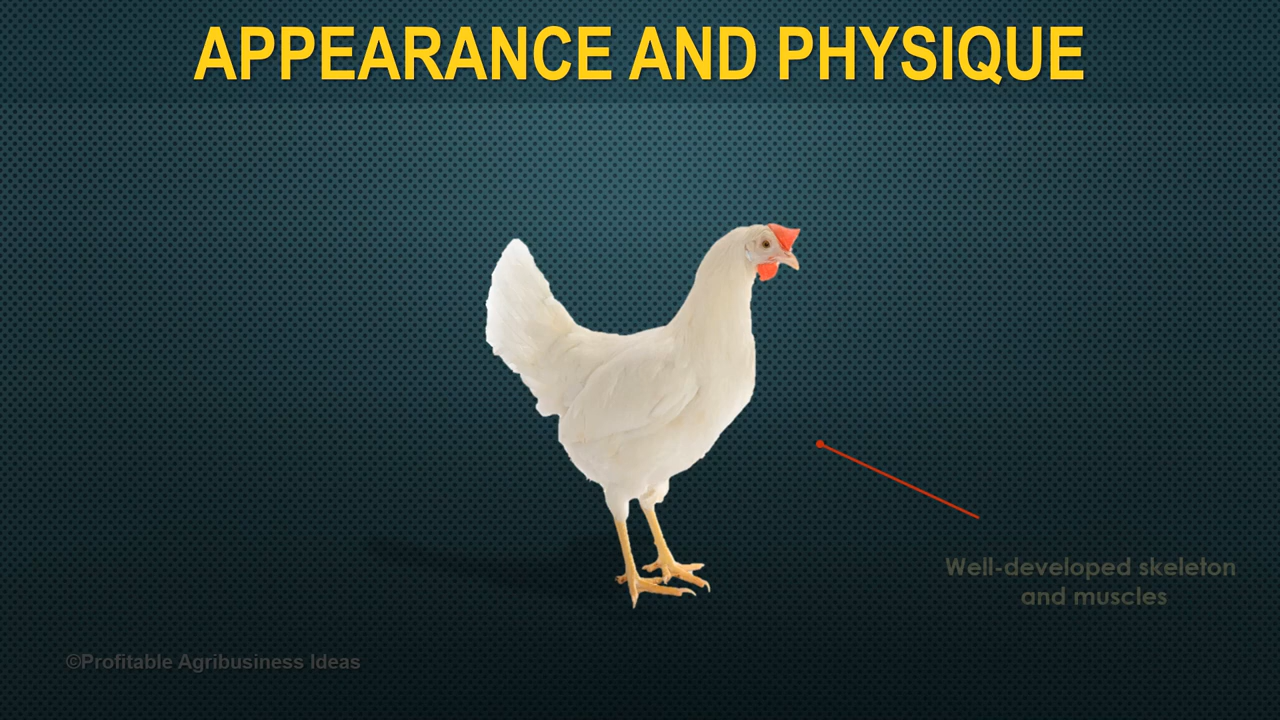 APPEARANCE AND PHYSIQUE
Well-developed skeleton
and muscles
©Profitable Agribusiness Ideas